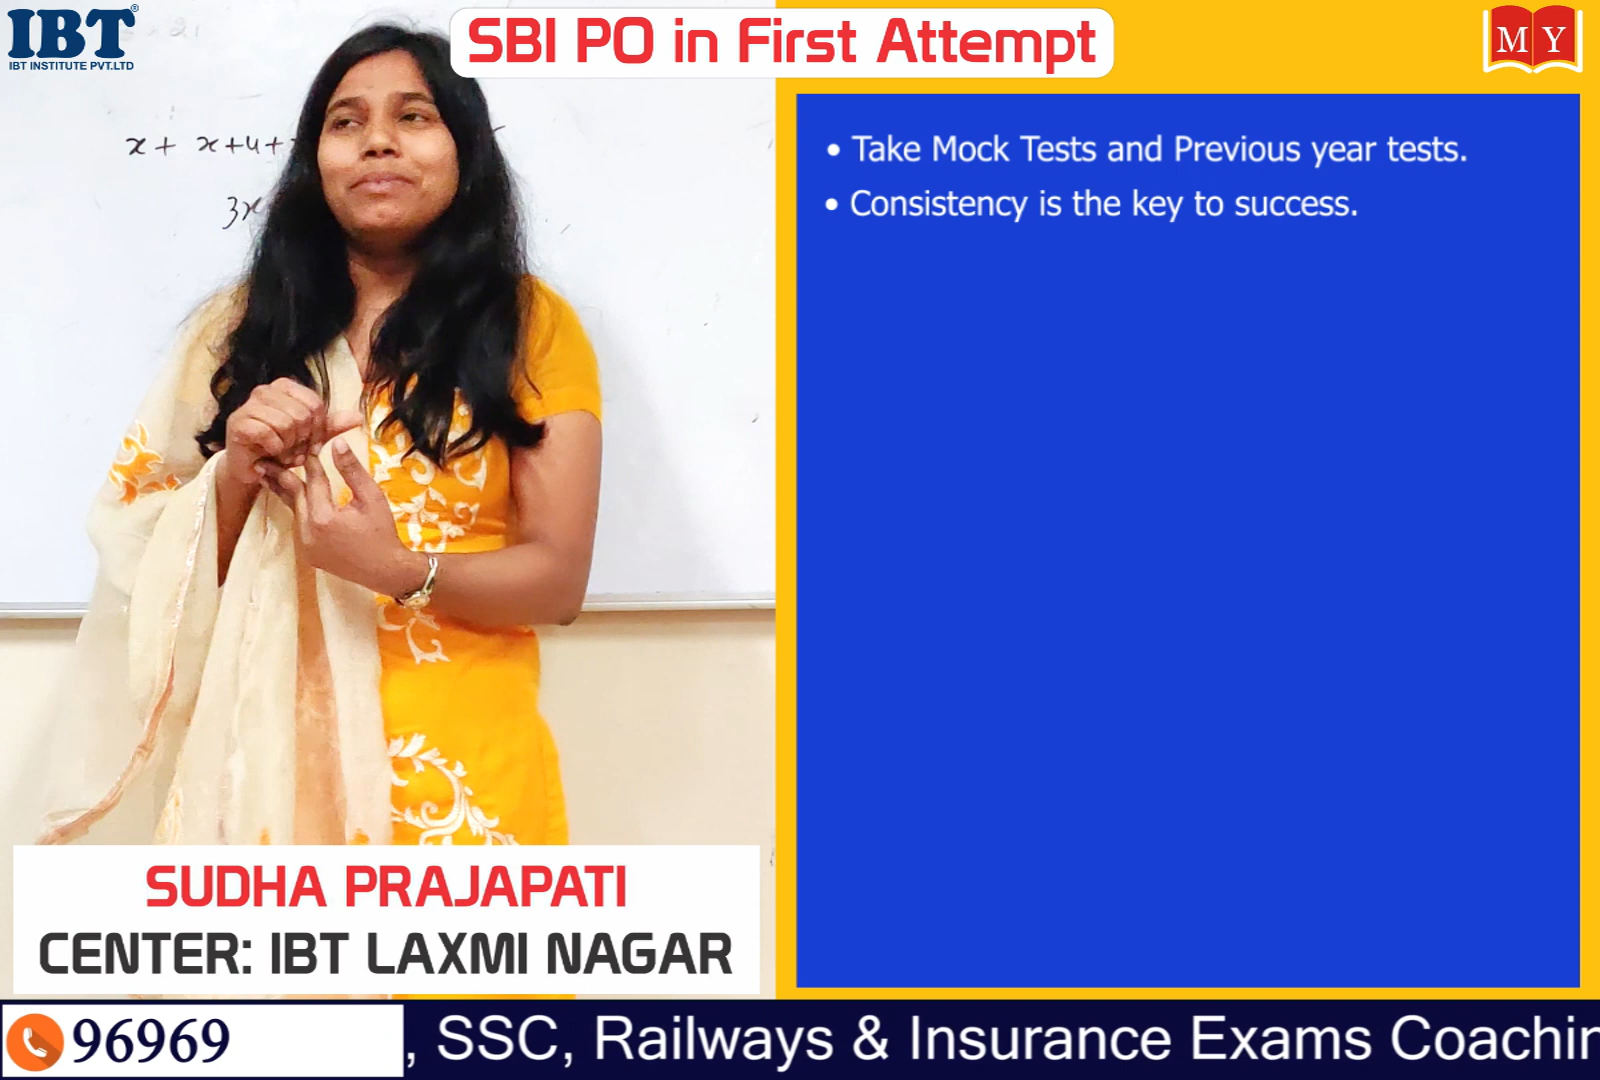 IBT®
IBT INSTITUTE PVT.LTD
SBI PO in First Attempt
MY
• Take Mock Tests and Previous year tests.
• Consistency is the key to success.
x + x+4+
3x
SUDHA PRAJAPATI
CENTER: IBT LAXMI NAGAR
96969
, SSC, Railways & Insurance Exams Coachin